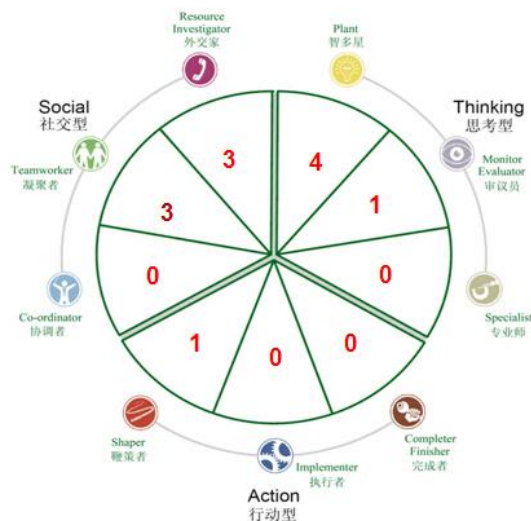 Resource
Investigator
外交家
Plant
智多星
Social
社交型
Thinking
思考型
Teamworker
凝聚者
Monitor
Evaluator
审议员
3
4
3
1
0
0
Co-ordinator
协调者
Specialist
专业师
1
0
0
Shaper
鞭策者
Implementer
执行者
Completer
Finisher
完成者
Action
行动型